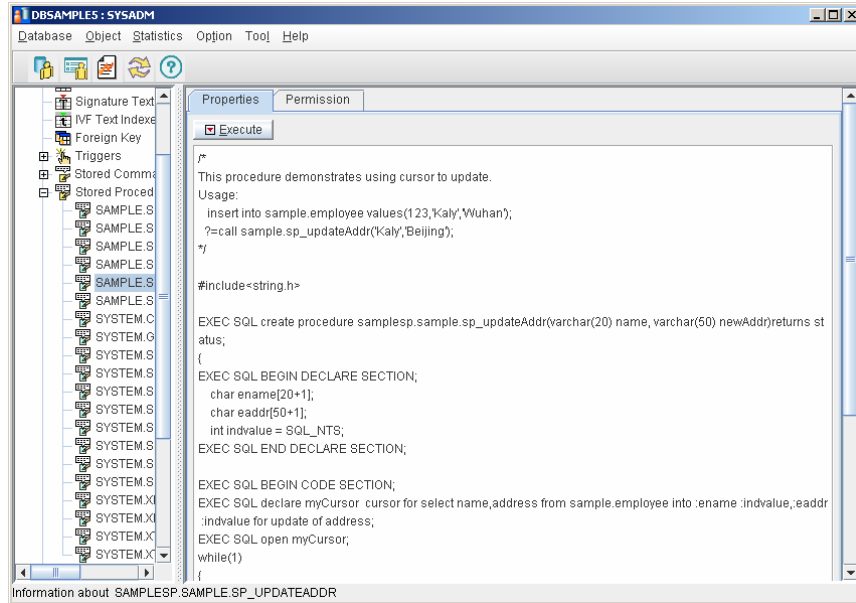 DBSAMPLE5 : SYSADM
Database Object Statistics Option Tool Help
Signature Text
IVF Text Indexe
Foreign Key
Triggers
Stored Comma
Stored Proced
SAMPLE.S
SAMPLE.S
SAMPLE.S
SAMPLE.S
SAMPLE.S
SAMPLE.S
SYSTEM.C
SYSTEM.G
SYSTEM.S
SYSTEM.S
SYSTEM.S
SYSTEM.S
SYSTEM.S
SYSTEM.S
SYSTEM.S
SYSTEM.S
SYSTEM.XI
SYSTEM.XI
SYSTEM.X
SYSTEM.X
Properties Permission
Execute
/*
This procedure demonstrates using cursor to update.
Usage:
insert into sample.employee values(123,'Kaly','Wuhan');
?=call sample.sp_updateAddr('Kaly','Beijing');
*/
#include<string.h>
EXEC SQL create procedure samplesp.sample.sp_updateAddr(varchar(20) name, varchar(50) newAddr)returns st
atus;
{
EXEC SQL BEGIN DECLARE SECTION;
char ename[20+1];
char eaddr[50+1];
int indvalue = SQL_NTS;
EXEC SQL END DECLARE SECTION;
EXEC SQL BEGIN CODE SECTION;
EXEC SQL declare myCursor cursor for select name,address from sample.employee into :ename :indvalue,:eaddr
:indvalue for update of address;
EXEC SQL open myCursor;
while(1)
{
Information about SAMPLESP.SAMPLE.SP_UPDATEADDR